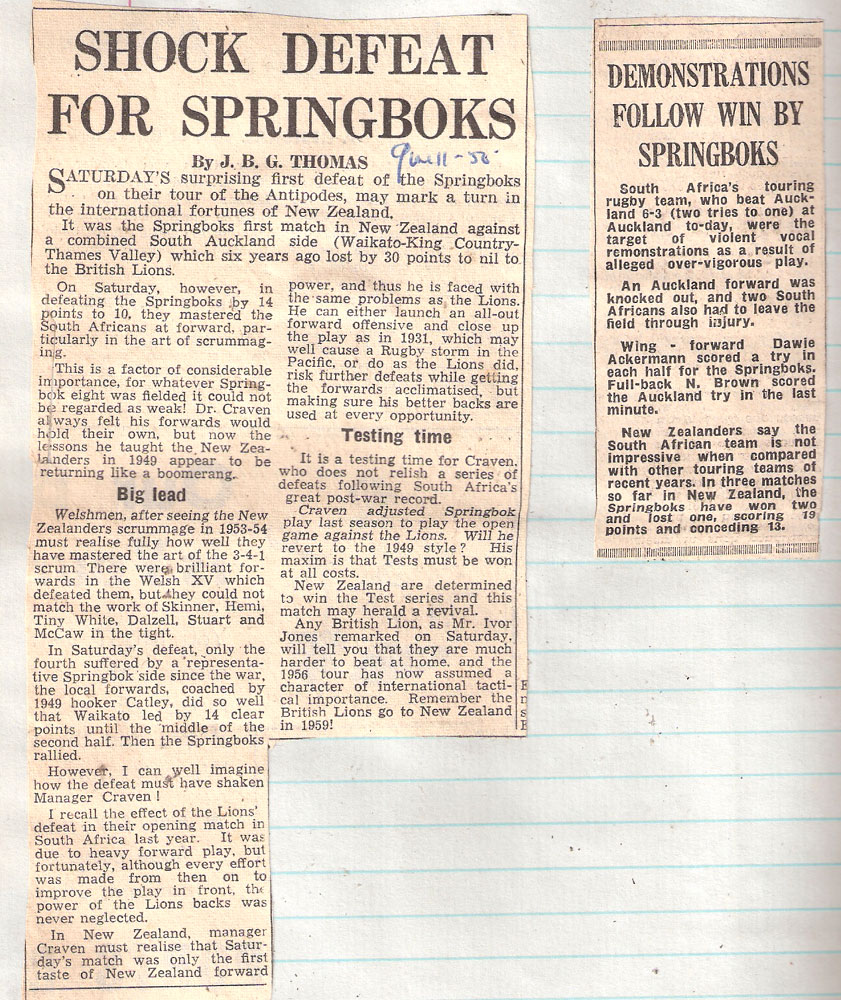 SHOCK DEFEAT
FOR SPRINGBOKS
By J. B. G. THOMAS
SATURDAY'S surprising first defeat of the Springboks
on their tour of the Antipodes, may mark a turn in
the international fortunes of New Zealand.
It was the Springboks first match in New Zealand against
a combined South Auckland side (Waikato-King Country-
Thames Valley) which six years ago lost by 30 points to nil to
the British Lions.
On Saturday, however, in
defeating the Springboks by 14
points to 10, they mastered the
South Africans at forward, par-
ticularly in the art of scrummag-
ing.
This is a factor of considerable
importance, for whatever Spring-
bok eight was fielded it could not
be regarded as weak! Dr. Craven
always felt his forwards would
hold their own, but now the
lessons he taught the New Zea-
landers in 1949 appear to be
returning like a boomerang.
Big lead
Welshmen, after seeing the New
Zealanders scrummage in 1953-54
must realise fully how well they
have mastered the art of the 3-4-1
scrum There were brilliant for-
wards in the Welsh XV which
defeated them, but they could not
match the work of Skinner, Hemi,
Tiny White, Dalzell, Stuart and
McCaw in the tight.
In Saturday's defeat, only the
fourth suffered by a representa-
tive Springbok side since the war,
the local forwards, coached by
1949 hooker Catley, did so well
that Waikato led by 14 clear
points until the middle of the
second half. Then the Springboks
rallied.
However, I can well imagine
how the defeat must have shaken
Manager Craven !
I recall the effect of the Lions'
defeat in their opening match in
South Africa last year. It was
due to heavy forward play, but
fortunately, although every effort
was made from then on to
improve the play in front, the
power of the Lions backs was
never neglected.
In New Zealand, manager
Craven must realise that Satur-
day's match was only the first
taste of New Zealand forward
power, and thus he is faced with
the same problems as the Lions.
He can either launch an all-out
forward offensive and close up
the play as in 1931, which may
well cause a Rugby storm in the
Pacific, or do as the Lions did,
risk further defeats while getting
the forwards acclimatised, but
making sure his better backs are
used at every opportunity.
Testing time
It is a testing time for Craven,
who does not relish a series of
defeats following South Africa's
great post-war record.
Craven adjusted Springbok
play last season to play the open
game against the Lions. Will he
revert to the 1949 style ? His
maxim is that Tests must be won
at all costs.
New Zealand are determined
to win the Test series and this
match may herald a revival.
Any British Lion, as Mr. Ivor
Jones remarked on Saturday,
will tell you that they are much
harder to beat at home, and the
1956 tour has now assumed a
character of international tacti-
cal importance. Remember the
British Lions go to New Zealand
in 1959!
DEMONSTRATIONS
FOLLOW WIN BY
SPRINGBOKS
South Africa's touring
rugby team, who beat Auck-
land 6-3 (two tries to one) at
Auckland to-day, were the
target of violent vocal
remonstrations as a result of
alleged over-vigorous play.
An Auckland forward was
knocked out, and two South
Africans also had to leave the
field through injury.
Wing - forward Dawie
Ackermann scored a try in
each half for the Springboks.
Full-back N. Brown scored
the Auckland try in the last
minute.
New Zealanders say the
South African team is not
impressive when compared
with other touring teams of
recent years. In three matches
so far in New Zealand, the
Springboks have won two
and lost one, scoring 19
points and conceding 13.